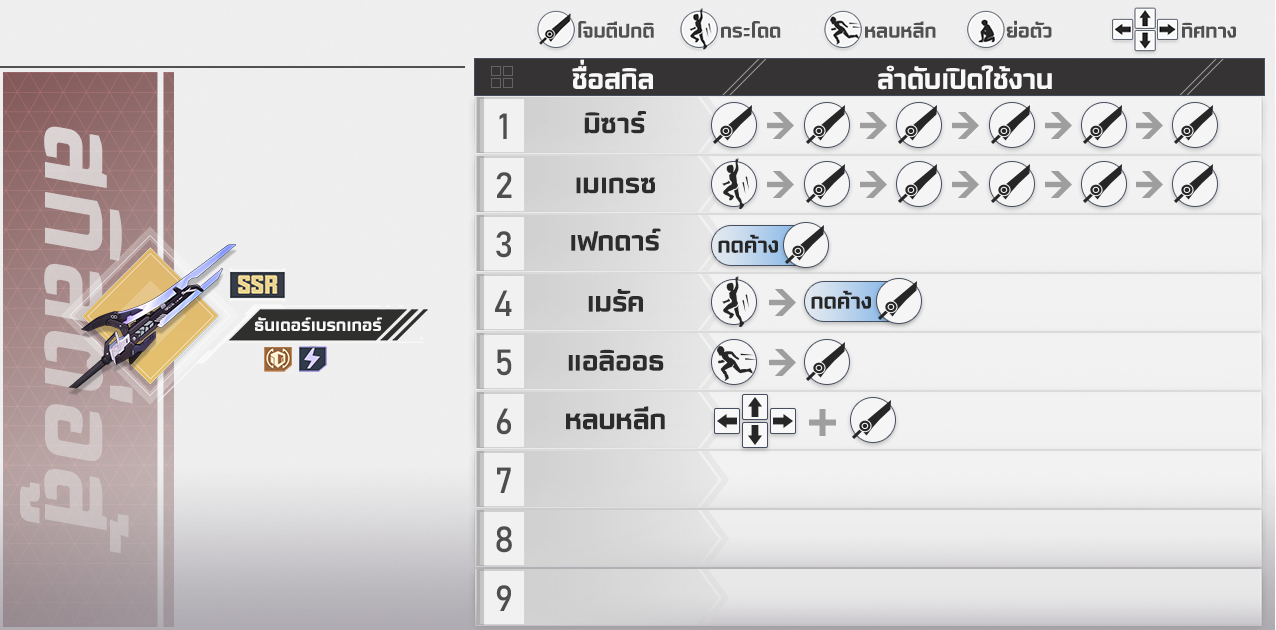 โจมตีปกติ กระโดด หลบหลีก ย่อตัว ทิศทาง
ชื่อสกิล ลำดับเปิดใช้งาน
1 มิซาร์
2 เมเกรซ
3 เฟกดาร์ กดค้าง
4 เมรัค กดค้าง
5 แอลิออธ
6 หลบหลีก
7
8
9
สกิลต่อสู้
SSR
ธันเดอร์เบรกเกอร์